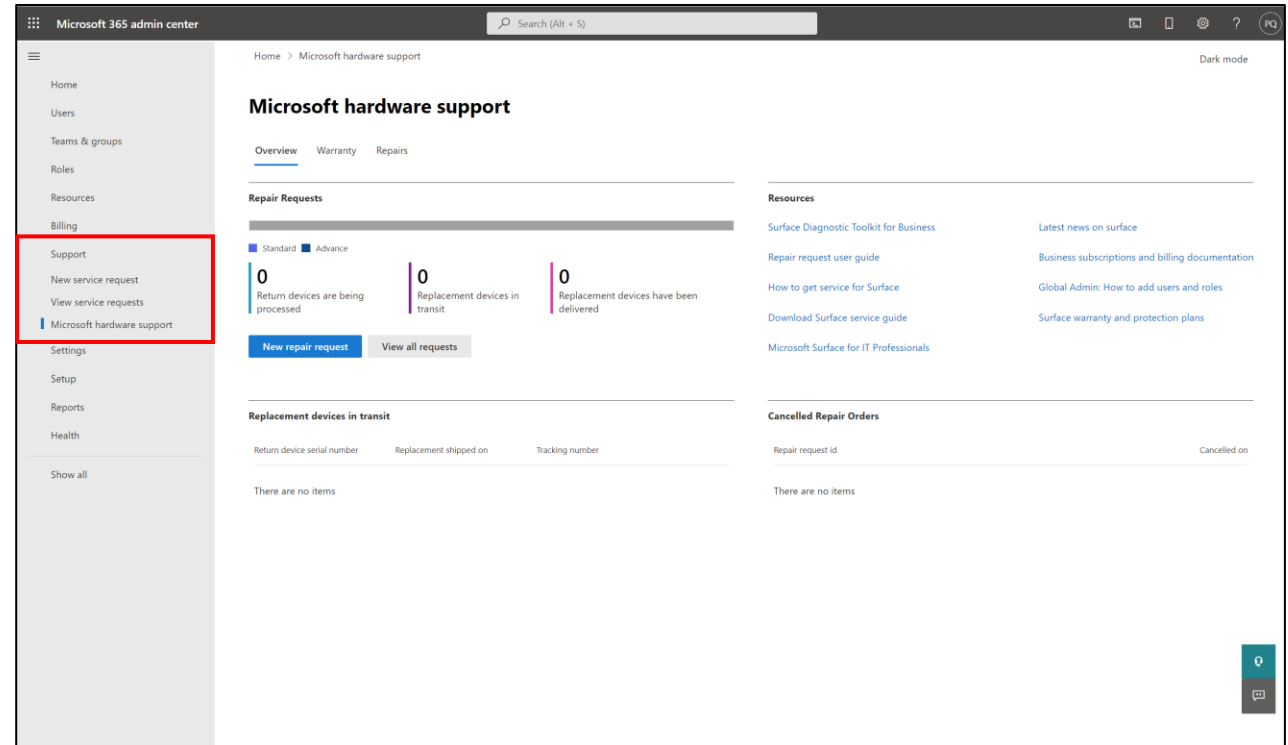 Microsoft 365 admin center
Search (Alt + S)
PQ
Home > Microsoft hardware support
Dark mode
Home
Users
Teams & groups
Roles
Resources
Billing
Support
New service request
View service requests
Microsoft hardware support
Settings
Setup
Reports
Health
Show all
Microsoft hardware support
Overview Warranty Repairs
Repair Requests
Standard Advance
0
Return devices are being
processed
0
Replacement devices in
transit
0
Replacement devices have been
delivered
New repair request View all requests
Resources
Surface Diagnostic Toolkit for Business
Repair request user guide
How to get service for Surface
Download Surface service guide
Microsoft Surface for IT Professionals
Latest news on surface
Business subscriptions and billing documentation
Global Admin: How to add users and roles
Surface warranty and protection plans
Replacement devices in transit
Return device serial number Replacement shipped on Tracking number
There are no items
Cancelled Repair Orders
Repair request id Cancelled on
There are no items